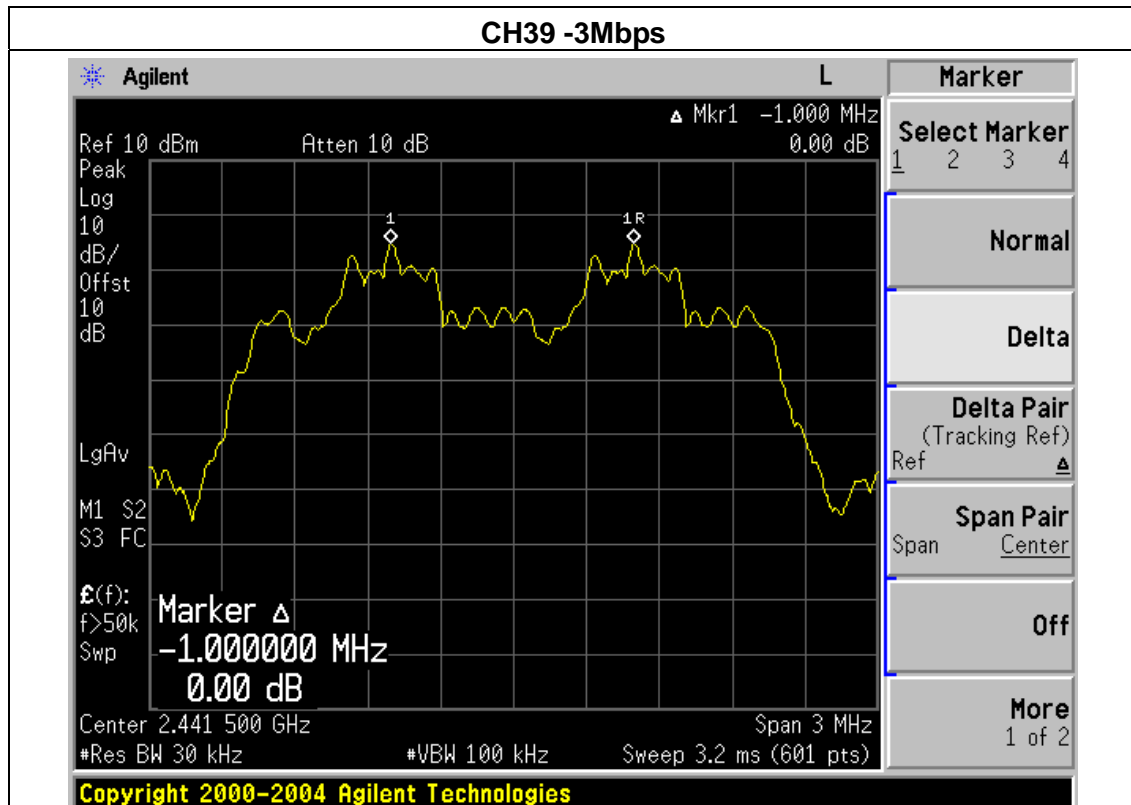 CH39 -3Mbps
Agilent L Marker
Δ Mkr1 -1.000 MHz
Ref 10 dBm Atten 10 dB 0.00 dB
Peak
Log
10
dB/
Offst
10
dB
1
1R
LgAv
M1 S2
S3 FC
£(f):
f>50k
Swp
Marker Δ
-1.000000 MHz
0.00 dB
Center 2.441 500 GHz Span 3 MHz
#Res BW 30 kHz #VBW 100 kHz Sweep 3.2 ms (601 pts)
Select Marker
1 2 3 4
Normal
Delta
Delta Pair
(Tracking Ref)
Ref Δ
Span Pair
Span Center
Off
More
1 of 2
Copyright 2000-2004 Agilent Technologies